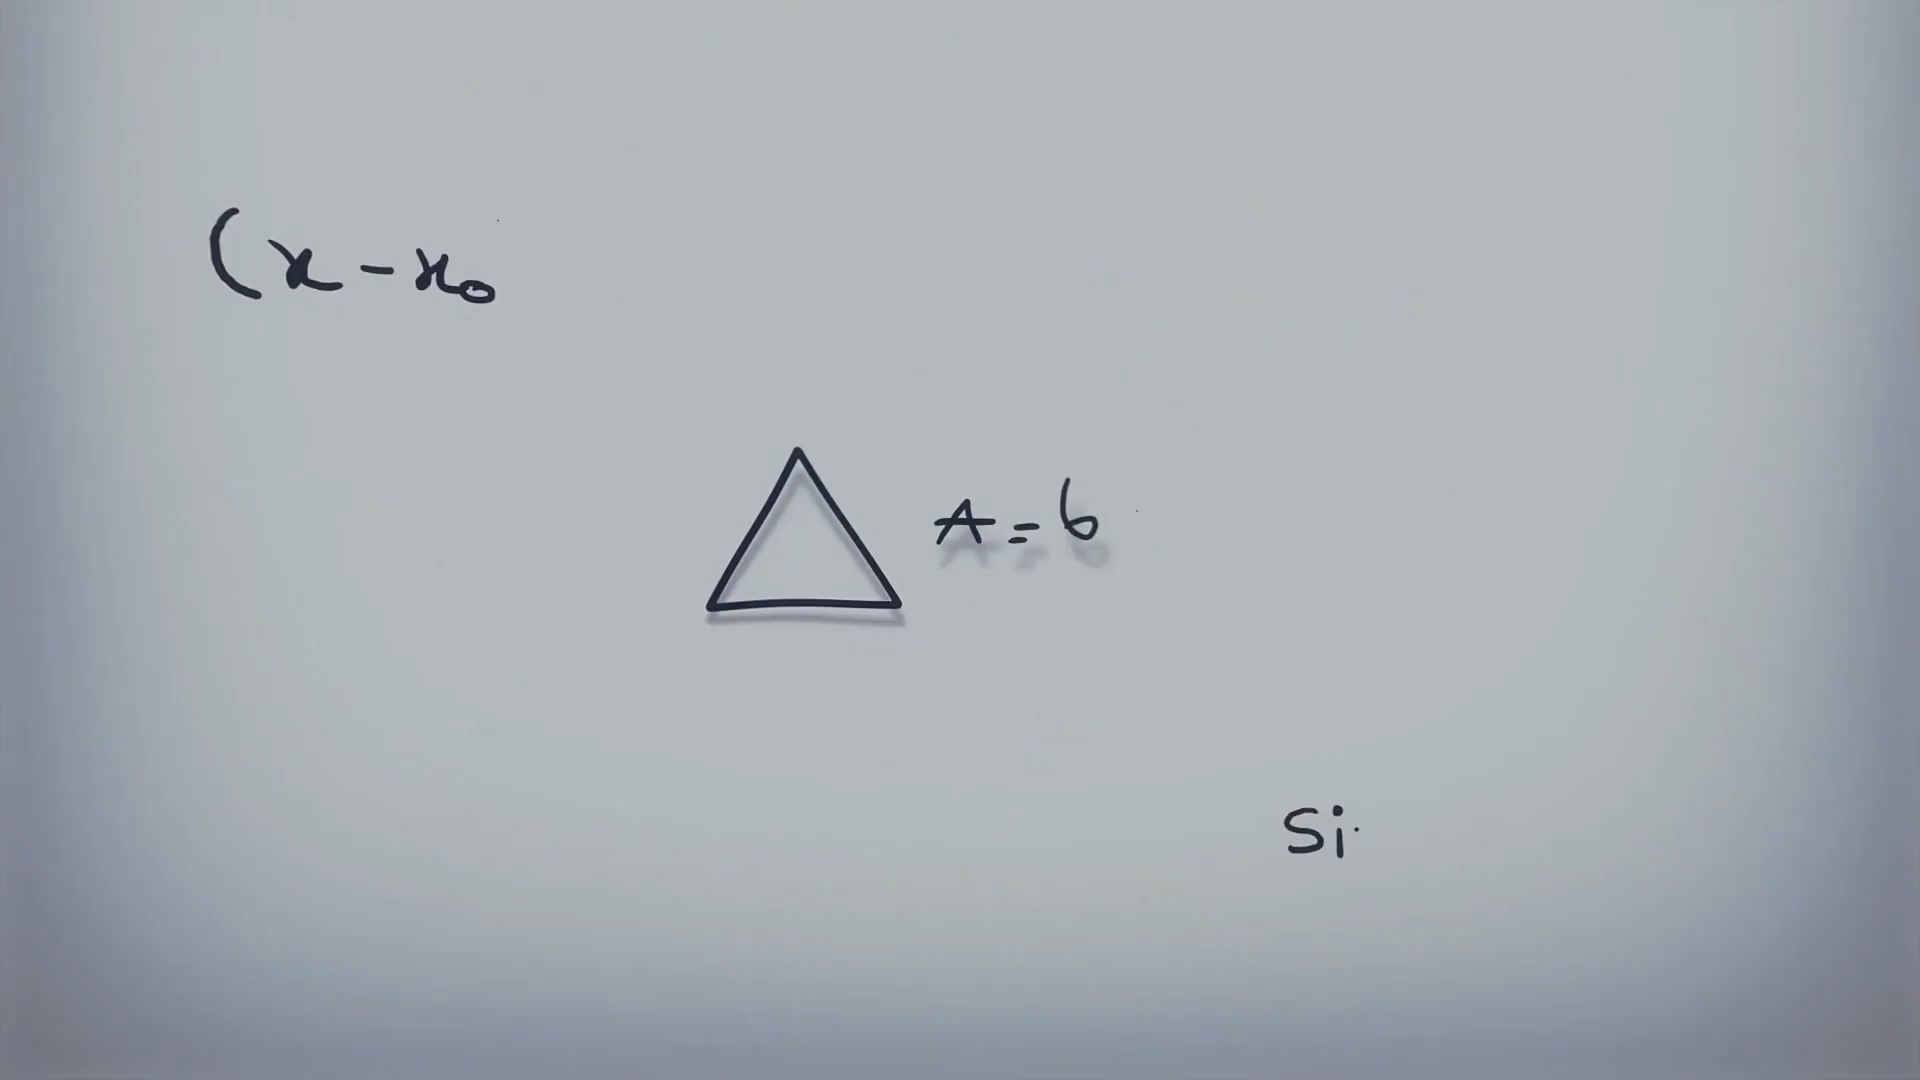 (x - x₀
A = 6
Si